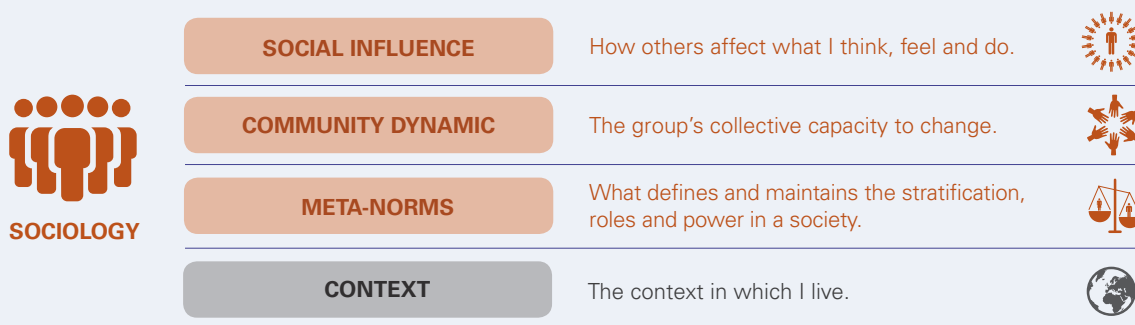 SOCIOLOGY
SOCIAL INFLUENCE
How others affect what I think, feel and do.
COMMUNITY DYNAMIC
The group’s collective capacity to change.
META-NORMS
What defines and maintains the stratification,
roles and power in a society.
CONTEXT
The context in which I live.